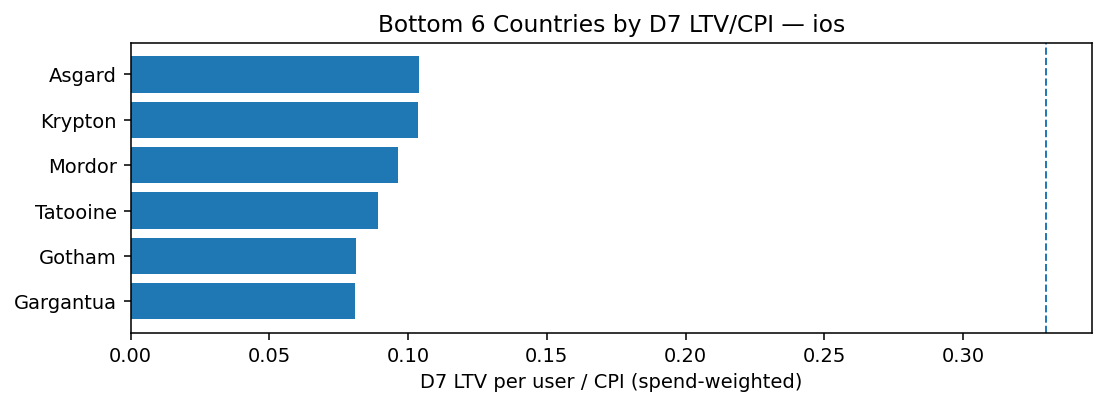 Bottom 6 Countries by D7 LTV/CPI — ios
Asgard
Krypton
Mordor
Tatooine
Gotham
Gargantua
0.00 0.05 0.10 0.15 0.20 0.25 0.30
D7 LTV per user / CPI (spend-weighted)